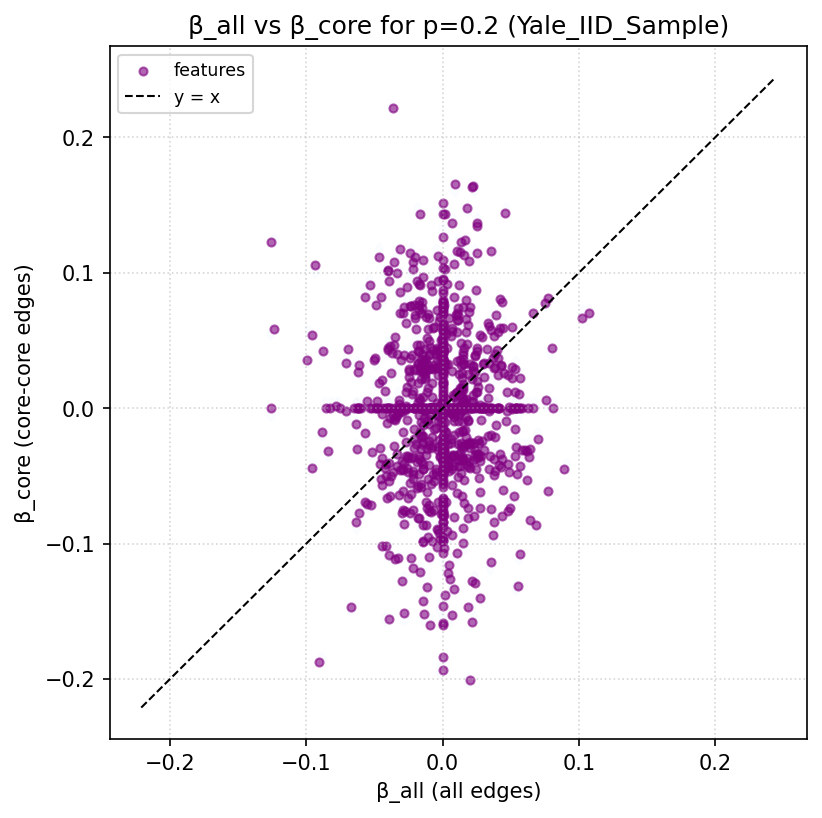 β_all vs β_core for p=0.2 (Yale_IID_Sample)
features
y = x
0.2
0.1
0.0
−0.1
−0.2
β_core (core-core edges)
−0.2
−0.1
0.0
0.1
0.2
β_all (all edges)